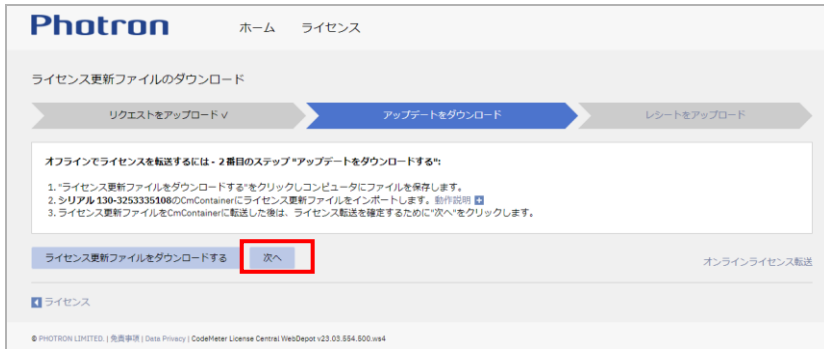 Photron
ホーム ライセンス
ライセンス更新ファイルのダウンロード
リクエストをアップロード √ アップデートをダウンロード レシートをアップロード
オフラインでライセンスを転送するには - 2番目のステップ "アップデートをダウンロードする":
1. "ライセンス更新ファイルをダウンロードする"をクリックしコンピュータにファイルを保存します。
2. シリアル 130-3253335108のCmContainerにライセンス更新ファイルをインポートします。動作説明 +
3. ライセンス更新ファイルをCmContainerに転送した後は、ライセンス転送を確定するために"次へ"をクリックします。
ライセンス更新ファイルをダウンロードする 次へ
オンラインライセンス転送
ライセンス
© PHOTRON LIMITED. | 免責事項 | Data Privacy | CodeMeter License Central WebDepot v23.03.554.500.ws4